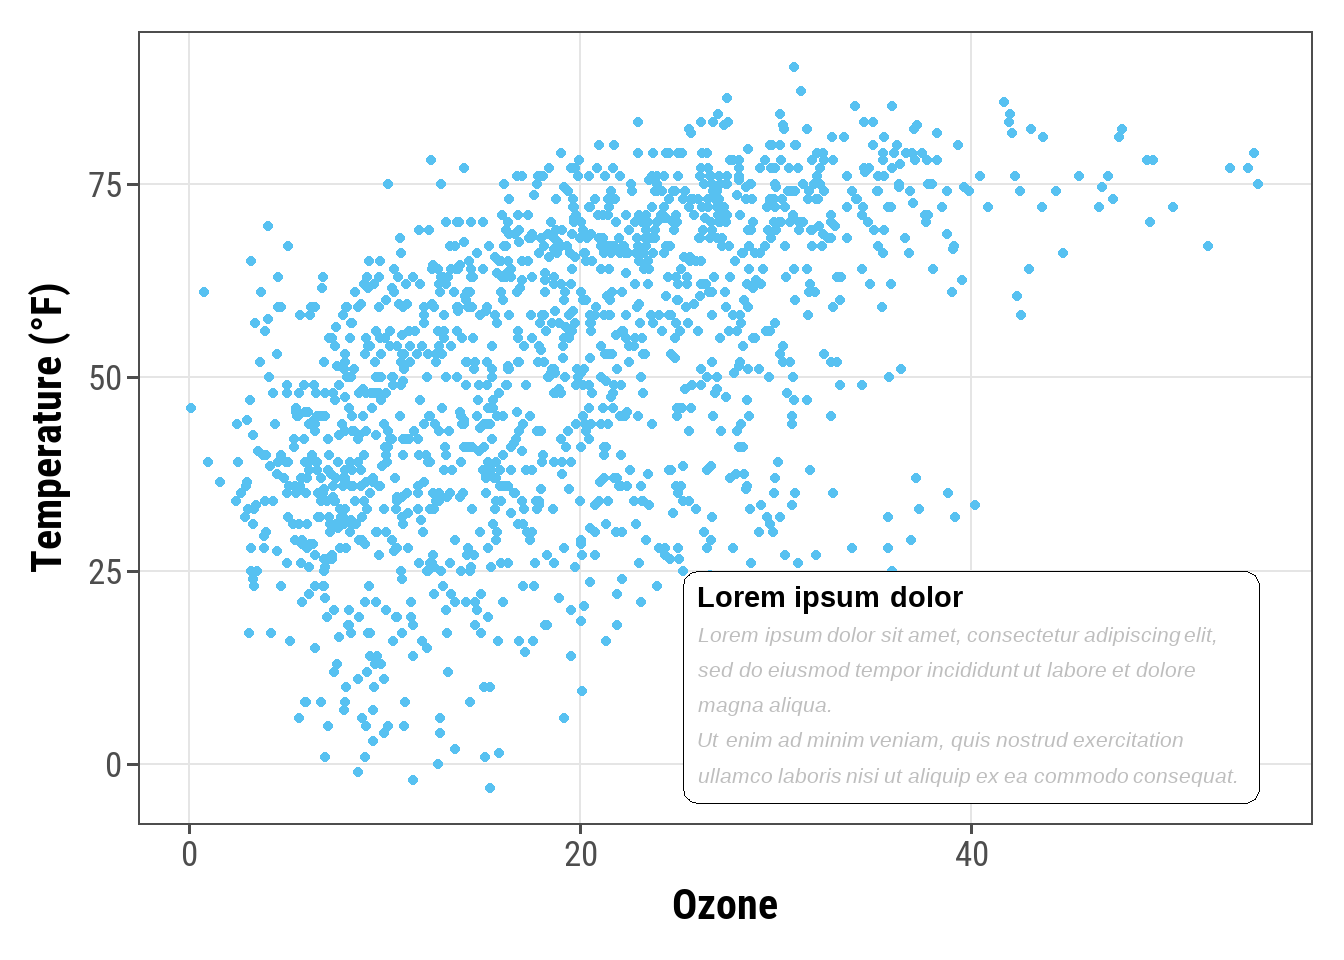 Temperature (°F)
75
50
25
0
Lorem ipsum dolor
Lorem ipsum dolor sit amet, consectetur adipiscing elit,
sed do eiusmod tempor incididunt ut labore et dolore
magna aliqua.
Ut enim ad minim veniam, quis nostrud exercitation
ullamco laboris nisi ut aliquip ex ea commodo consequat.
0 20 40
Ozone